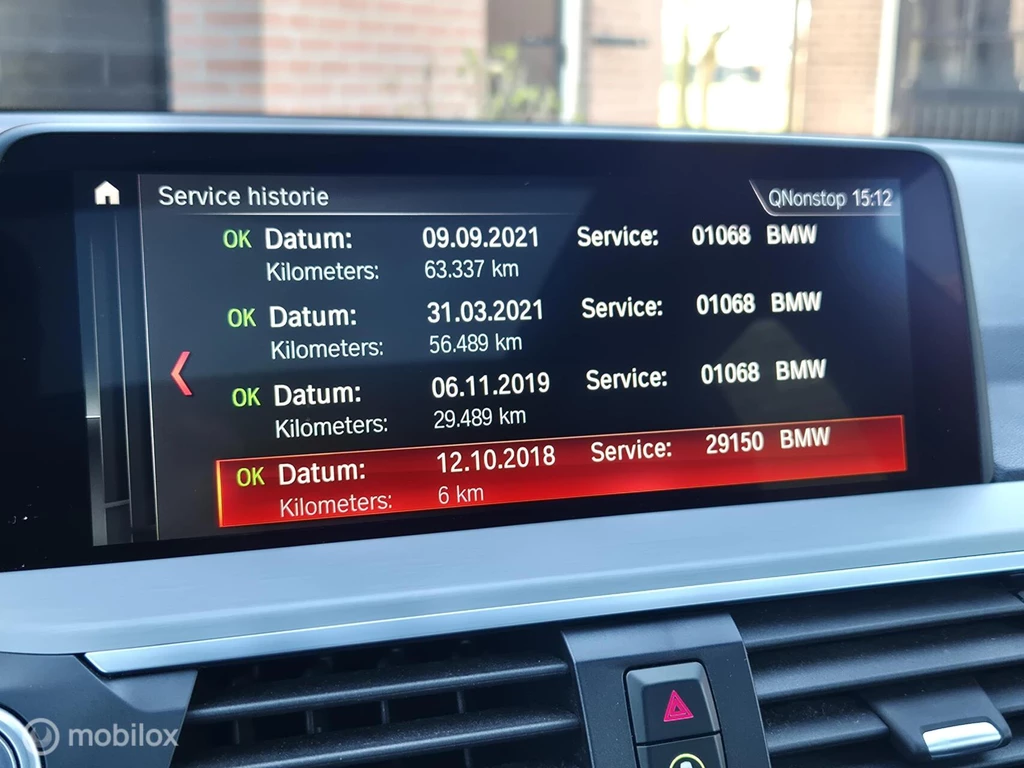 Service historie
QNonstop 15:12
OK Datum: 09.09.2021 Service: 01068 BMW
Kilometers: 63.337 km
OK Datum: 31.03.2021 Service: 01068 BMW
Kilometers: 56.489 km
OK Datum: 06.11.2019 Service: 01068 BMW
Kilometers: 29.489 km
OK Datum: 12.10.2018 Service: 29150 BMW
Kilometers: 6 km
mobilox